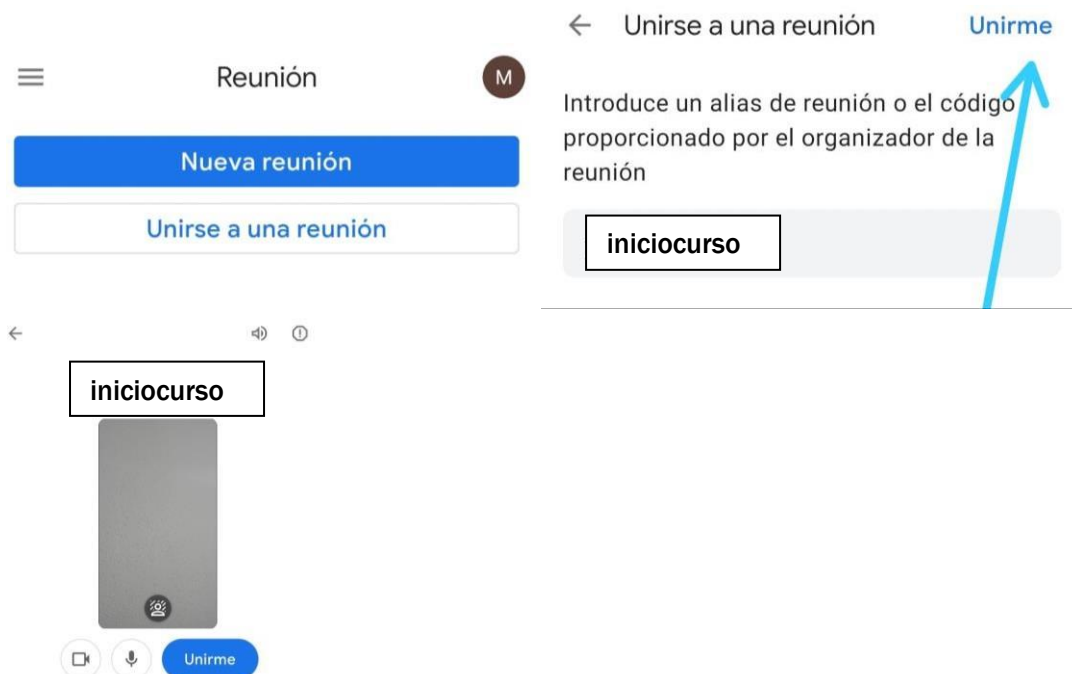 Reunión
M
Nueva reunión
Unirse a una reunión
Unirse a una reunión
Unirme
Introduce un alias de reunión o el código
proporcionado por el organizador de la
reunión
iniciocurso
iniciocurso
Unirme